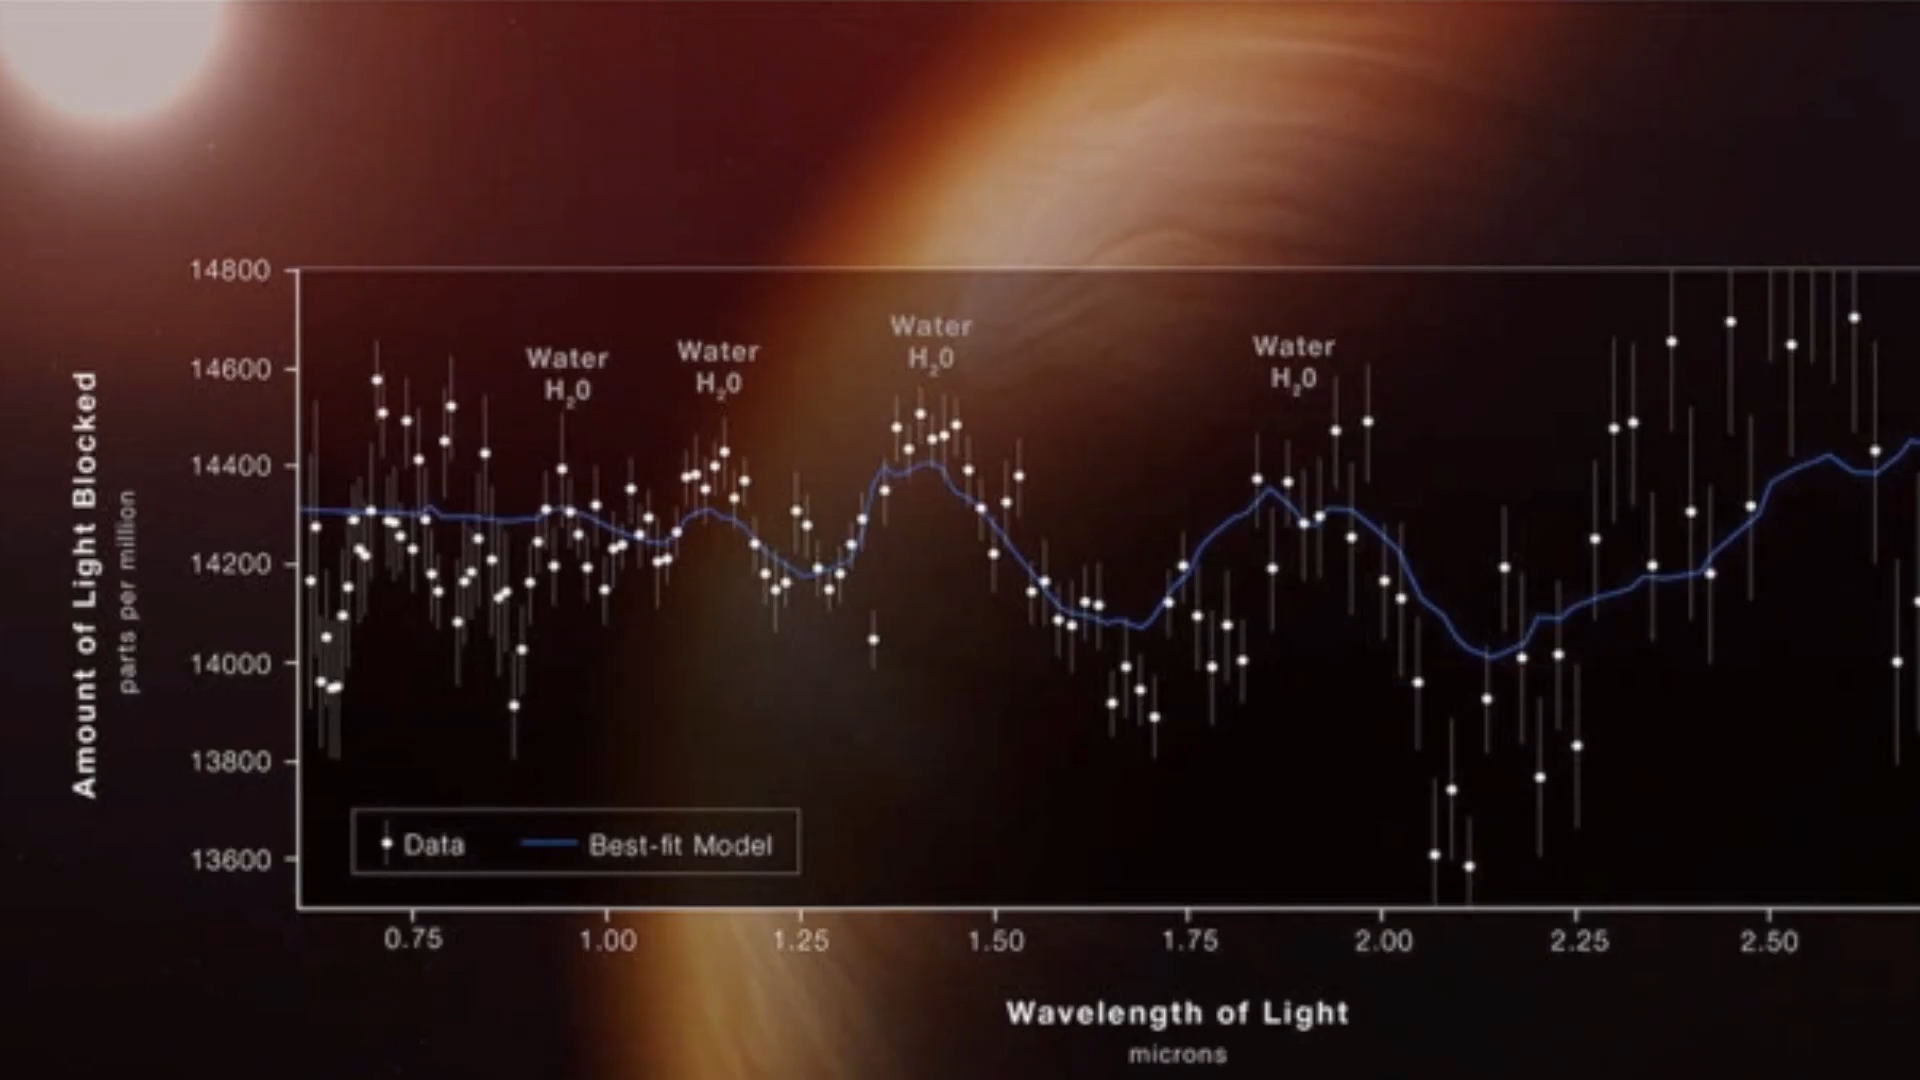 14800
14600
14400
14200
14000
13800
13600
Amount of Light Blocked
parts per million
Water
H₂0
Water
H₂0
Water
H₂0
Water
H₂0
Data
Best-fit Model
0.75 1.00 1.25 1.50 1.75 2.00 2.25 2.50
Wavelength of Light
microns